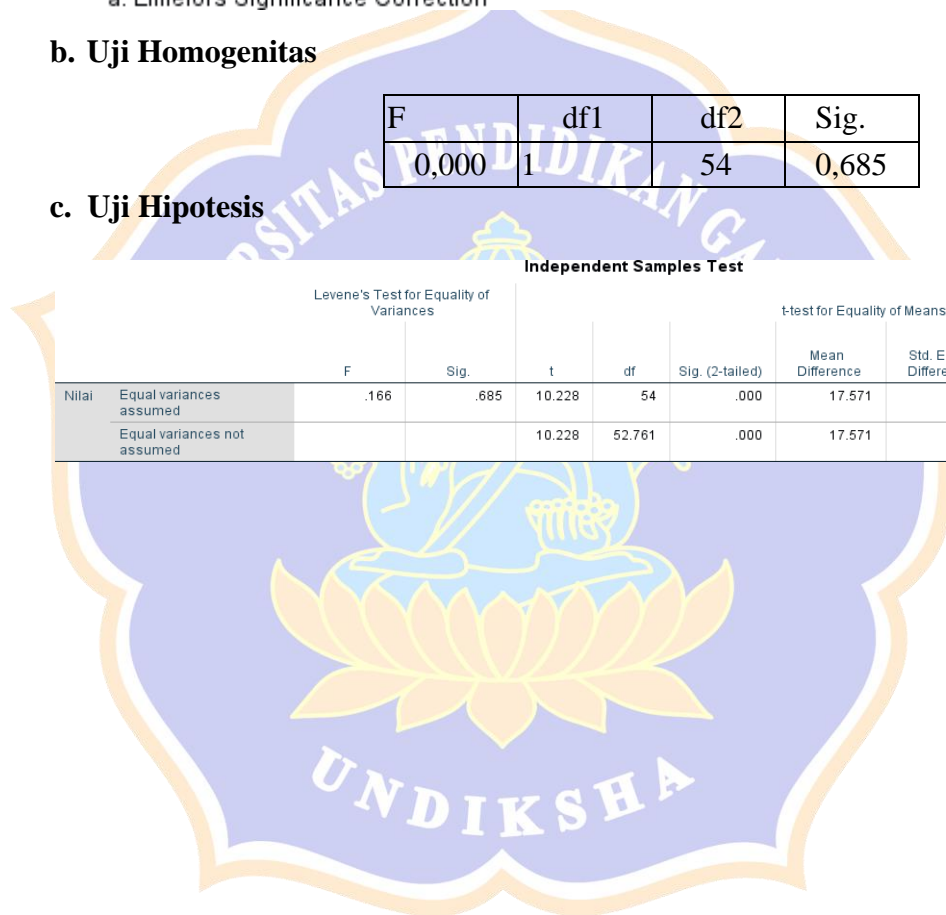 a. Lilliefors Significance Correction
b. Uji Homogenitas
F df1 df2 Sig.
0,000 1 54 0,685
c. Uji Hipotesis
Independent Samples Test
Levene's Test for Equality of Variances
t-test for Equality of Means
F Sig. t df Sig. (2-tailed) Mean Difference Std. E Differe
Nilai Equal variances assumed .166 .685 10.228 54 .000 17.571
Equal variances not assumed 10.228 52.761 .000 17.571
UNDIKSHA